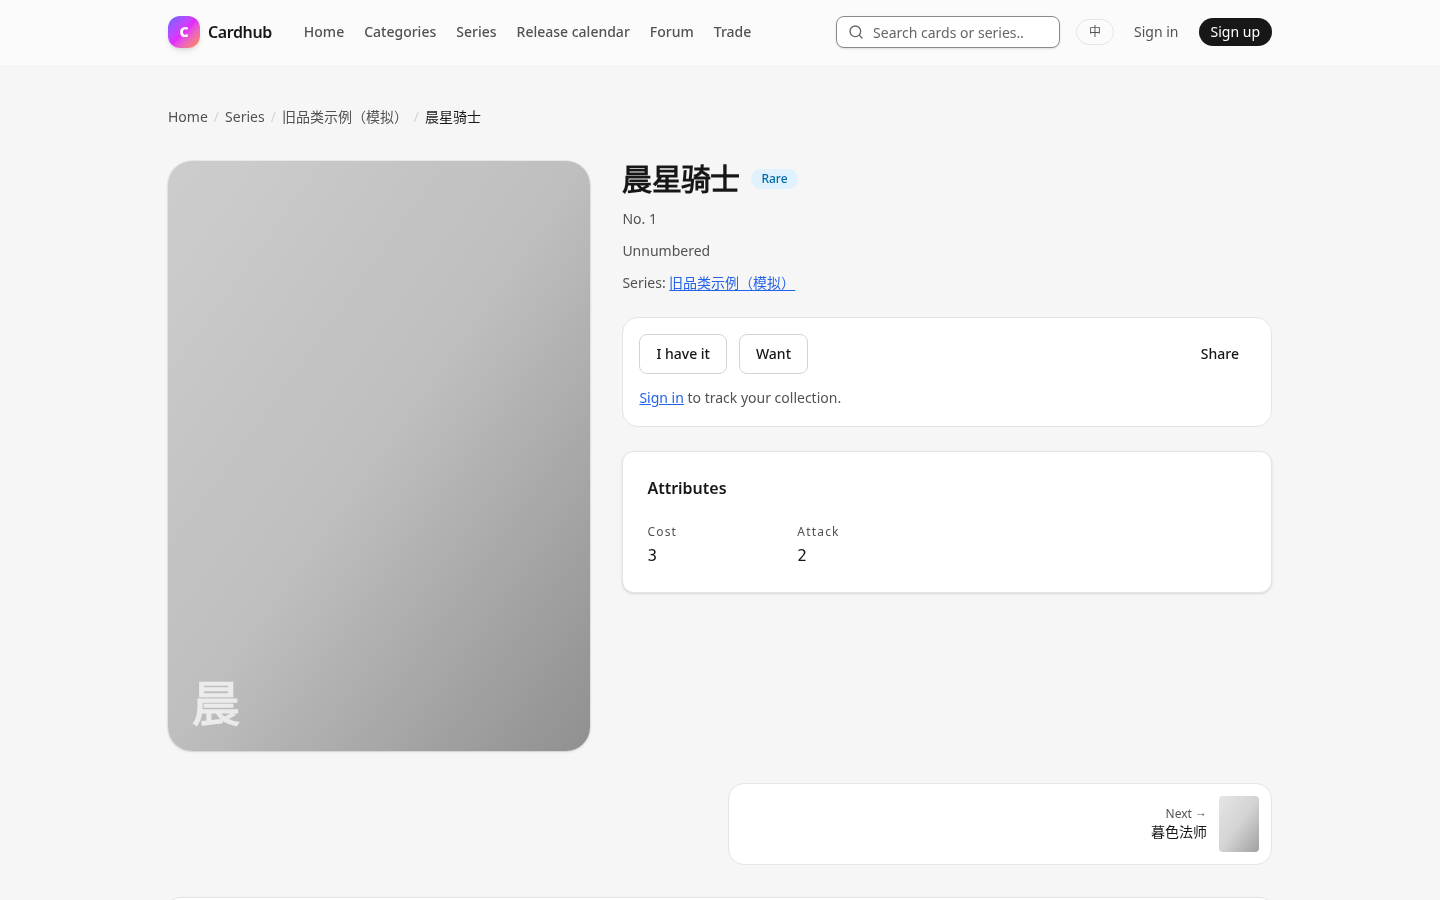 C Cardhub Home Categories Series Release calendar Forum Trade Search cards or series.. 中 Sign in Sign up
Home / Series / 旧品类示例（模拟） / 晨星骑士
晨星骑士 Rare
No. 1
Unnumbered
Series: 旧品类示例（模拟）
I have it Want Share
Sign in to track your collection.
Attributes
Cost Attack
3 2
晨
Next →
暮色法师